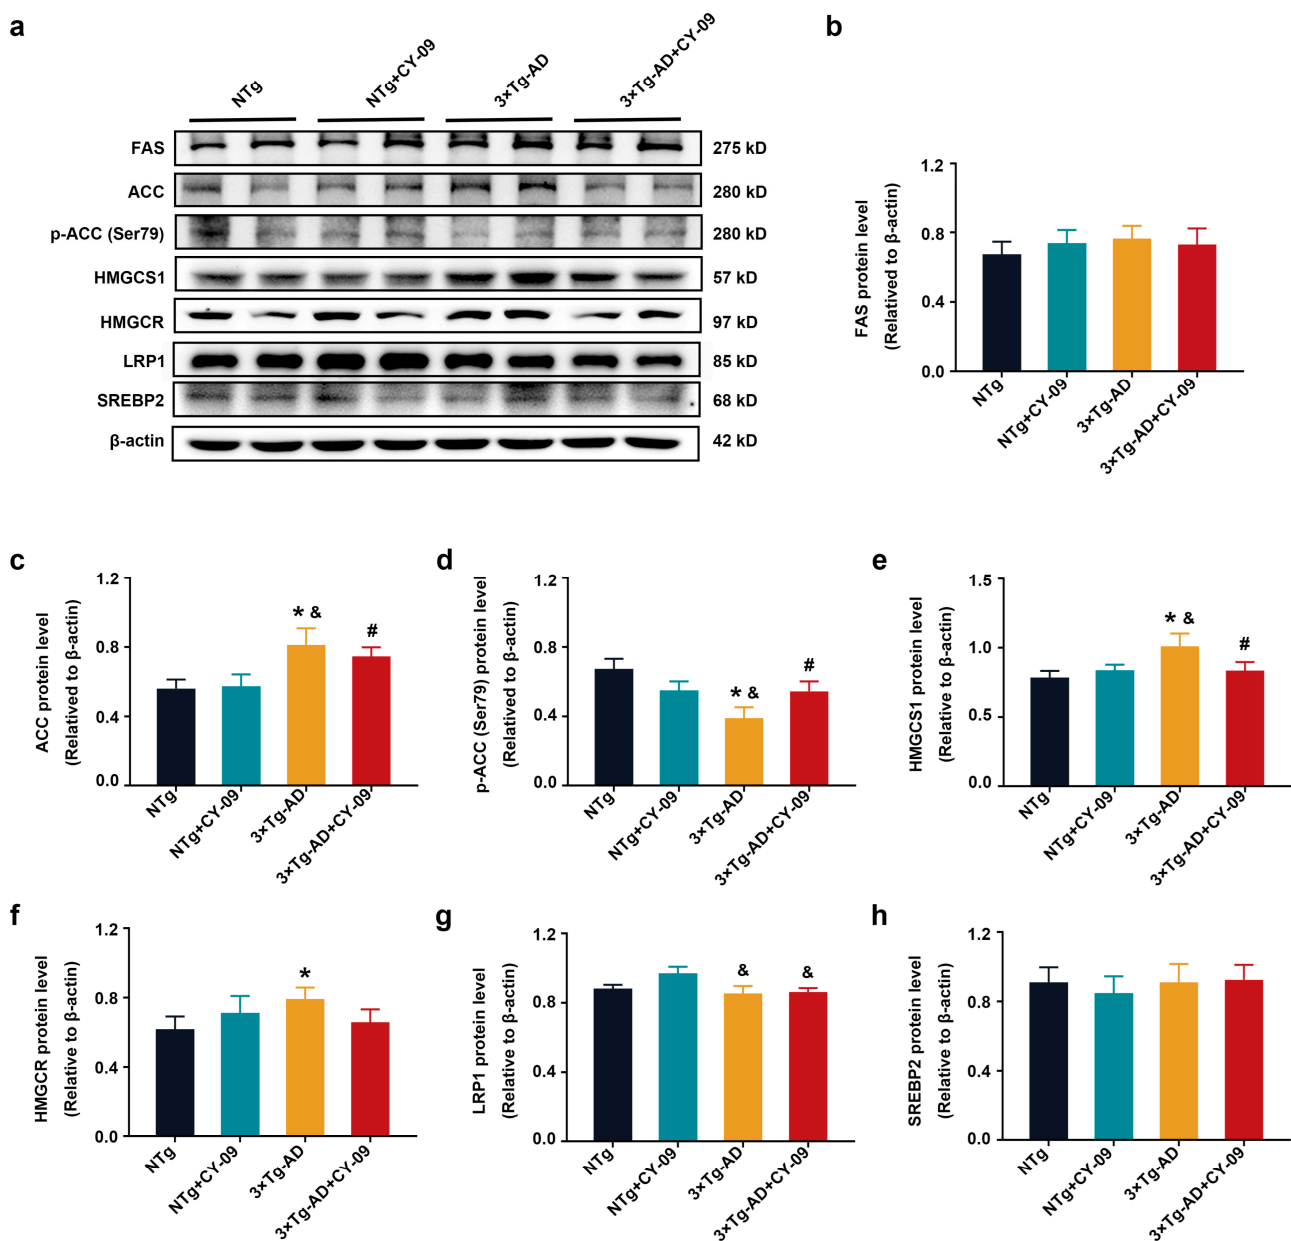 a
NTg
NTg+CY-09
3×Tg-AD
3×Tg-AD+CY-09
FAS
275 kD
ACC
280 kD
p-ACC (Ser79)
280 kD
HMGCS1
57 kD
HMGCR
97 kD
LRP1
85 kD
SREBP2
68 kD
β-actin
42 kD
b
FAS protein level
(Relatived to β-actin)
1.2
0.8
0.4
0.0
NTg
NTg+CY-09
3×Tg-AD
3×Tg-AD+CY-09
c
ACC protein level
(Relatived to β-actin)
1.2
0.8
0.4
0.0
* &
#
NTg
NTg+CY-09
3×Tg-AD
3×Tg-AD+CY-09
d
p-ACC (Ser79) protein level
(Relatived to β-actin)
1.2
0.8
0.4
0.0
* &
#
NTg
NTg+CY-09
3×Tg-AD
3×Tg-AD+CY-09
e
HMGCS1 protein level
(Relative to β-actin)
1.5
1.0
0.5
0.0
* &
#
NTg
NTg+CY-09
3×Tg-AD
3×Tg-AD+CY-09
f
HMGCR protein level
(Relative to β-actin)
1.2
0.8
0.4
0.0
*
NTg
NTg+CY-09
3×Tg-AD
3×Tg-AD+CY-09
g
LRP1 protein level
(Relative to β-actin)
1.2
0.8
0.4
0.0
&
&
NTg
NTg+CY-09
3×Tg-AD
3×Tg-AD+CY-09
h
SREBP2 protein level
(Relative to β-actin)
1.2
0.8
0.4
0.0
NTg
NTg+CY-09
3×Tg-AD
3×Tg-AD+CY-09